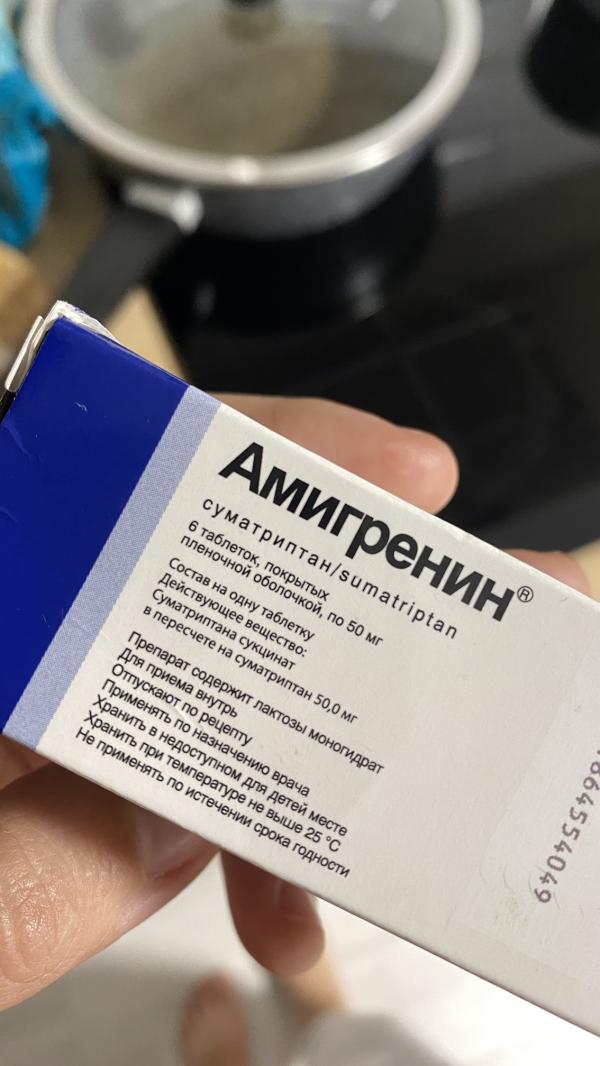 Амигренин®
суматриптан/sumatriptan
6 таблеток, покрытых
пленочной оболочкой, по 50 мг
Состав на одну таблетку
Действующее вещество:
Суматриптана сукцинат
в пересчете на суматриптан 50,0 мг
Препарат содержит лактозы моногидрат
Для приема внутрь
Отпускают по рецепту
Применять по назначению врача
Хранить в недоступном для детей месте
Хранить при температуре не выше 25 °C
Не применять по истечении срока годности
864554049